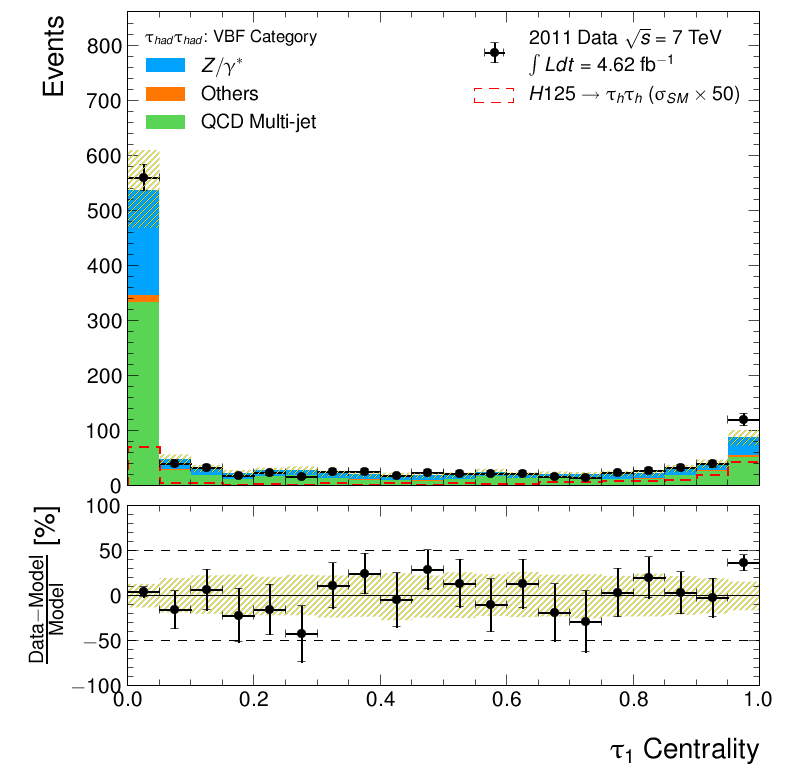 Events
800
700
600
500
400
300
200
100
0
τhadτhad: VBF Category
Z/γ*
Others
QCD Multi-jet
2011 Data √s = 7 TeV
∫ Ldt = 4.62 fb⁻¹
H125 → τhτh (σSM × 50)
Data−Model
Model
[%]
100
50
0
−50
−100
0.0 0.2 0.4 0.6 0.8 1.0
τ₁ Centrality